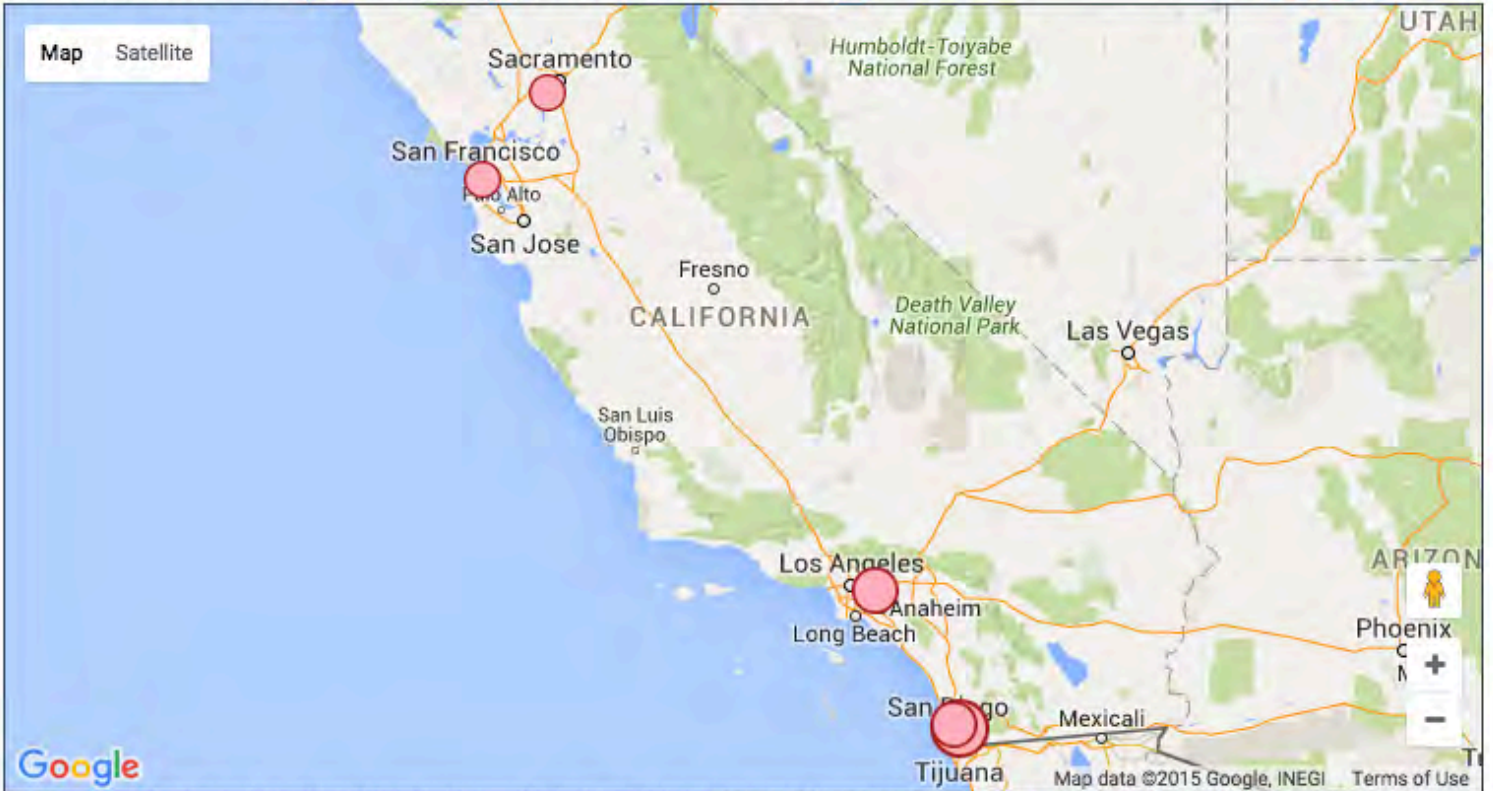 UTAH
Map Satellite
Humboldt-Toiyabe
National Forest
Sacramento
San Francisco
Palo Alto
San Jose
Fresno
CALIFORNIA
Death Valley
National Park
Las Vegas
San Luis
Obispo
Los Angeles
ARIZON
Anaheim
Long Beach
Phoenix
M
+
San Diego
Mexicali
−
Google
Tijuana
Map data ©2015 Google, INEGI Terms of Use